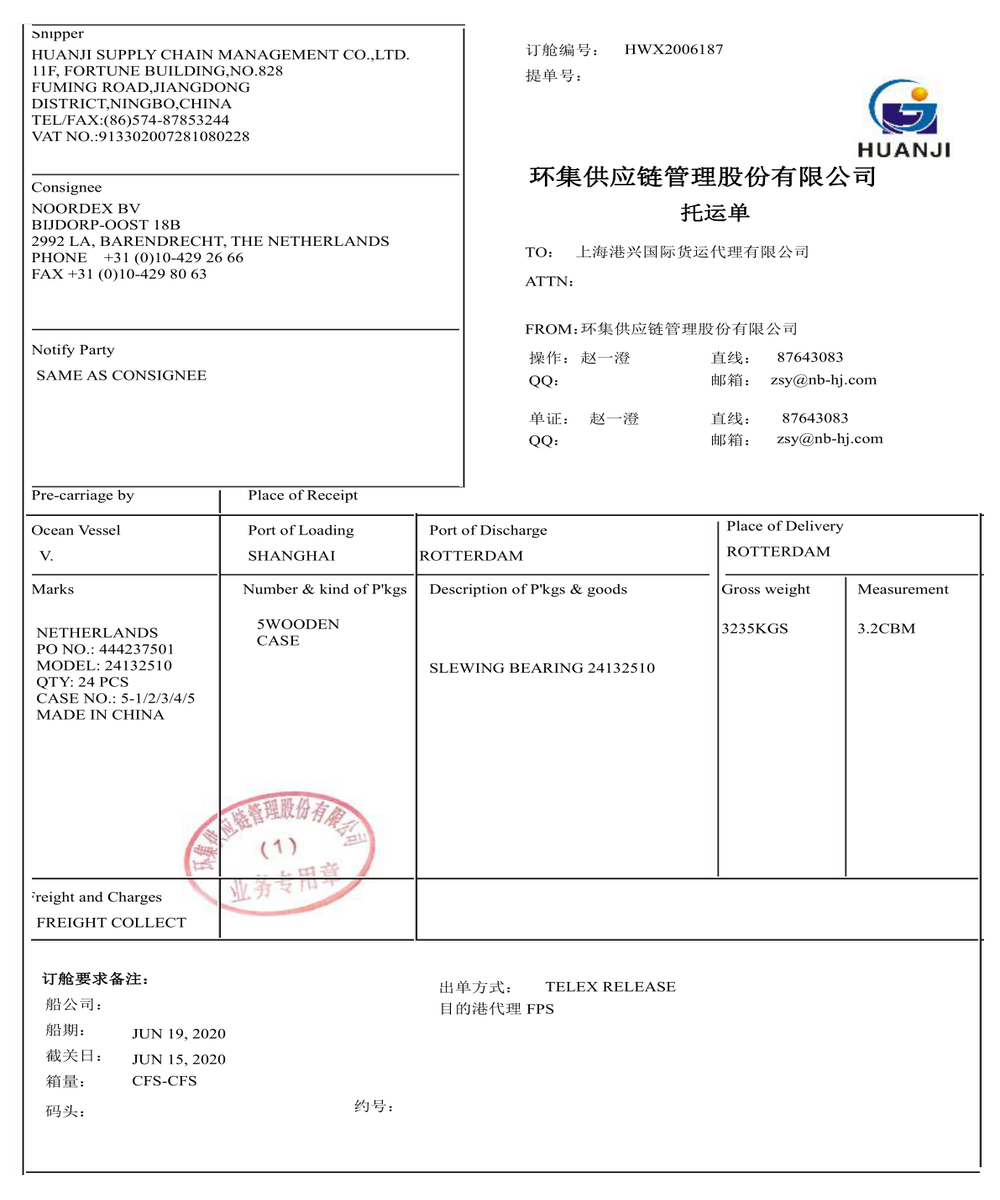 Shipper
HUANJI SUPPLY CHAIN MANAGEMENT CO.,LTD.
11F, FORTUNE BUILDING,NO.828
FUMING ROAD,JIANGDONG
DISTRICT,NINGBO,CHINA
TEL/FAX:(86)574-87853244
VAT NO.:913302007281080228
订舱编号： HWX2006187
提单号：
HUANJI
环集供应链管理股份有限公司
托运单
Consignee
NOORDEX BV
BIJDORP-OOST 18B
2992 LA, BARENDRECHT, THE NETHERLANDS
PHONE +31 (0)10-429 26 66
FAX +31 (0)10-429 80 63
TO： 上海港兴国际货运代理有限公司
ATTN：
FROM：环集供应链管理股份有限公司
Notify Party
SAME AS CONSIGNEE
操作： 赵一澄 直线： 87643083
QQ： 邮箱： zsy@nb-hj.com
单证： 赵一澄 直线： 87643083
QQ： 邮箱： zsy@nb-hj.com
Pre-carriage by Place of Receipt
Ocean Vessel Port of Loading Port of Discharge Place of Delivery
V. SHANGHAI ROTTERDAM ROTTERDAM
Marks Number & kind of P'kgs Description of P'kgs & goods Gross weight Measurement
NETHERLANDS
PO NO.: 444237501
MODEL: 24132510
QTY: 24 PCS
CASE NO.: 5-1/2/3/4/5
MADE IN CHINA
5WOODEN
CASE
SLEWING BEARING 24132510
3235KGS
3.2CBM
环集供应链管理股份有限公司
(1)
业务专用章
Freight and Charges
FREIGHT COLLECT
订舱要求备注：
船公司：
船期： JUN 19, 2020
截关日： JUN 15, 2020
箱量： CFS-CFS
码头： 约号：
出单方式： TELEX RELEASE
目的港代理 FPS